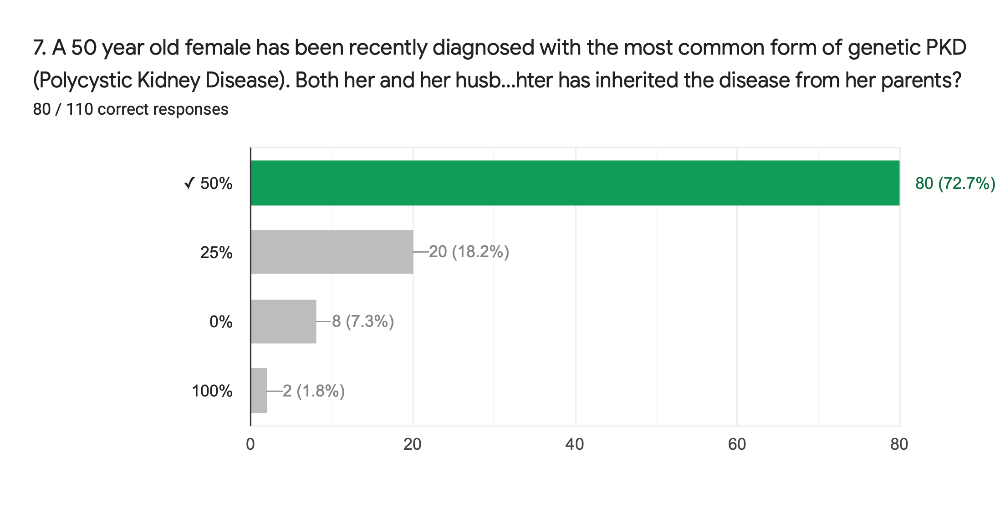 7. A 50 year old female has been recently diagnosed with the most common form of genetic PKD
(Polycystic Kidney Disease). Both her and her husb...hter has inherited the disease from her parents?
80 / 110 correct responses
✓ 50%
80 (72.7%)
25%
20 (18.2%)
0%
8 (7.3%)
100%
2 (1.8%)
0 20 40 60 80